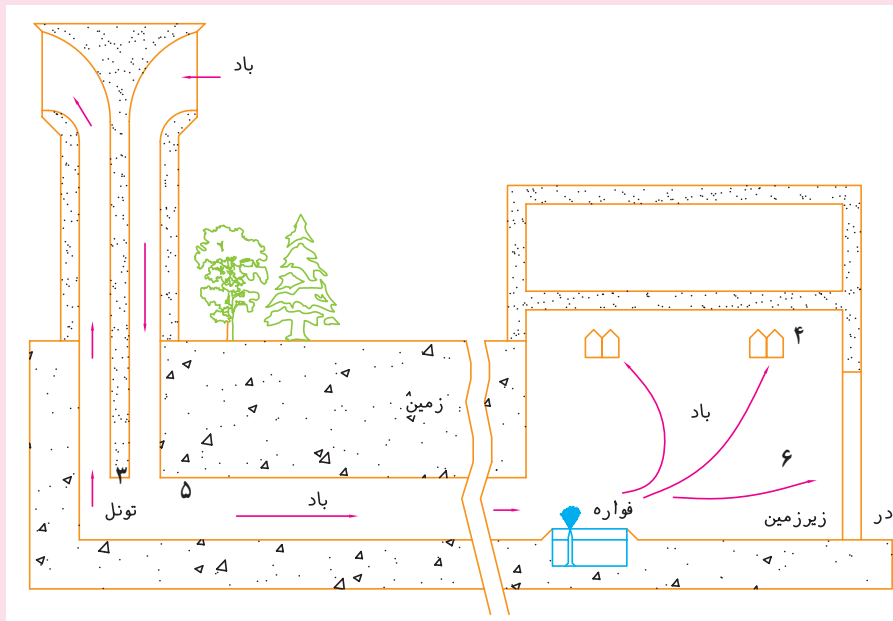 باد
۴
زمین
باد
۶
۳
۵
باد
تونل
فواره
زیرزمین
در